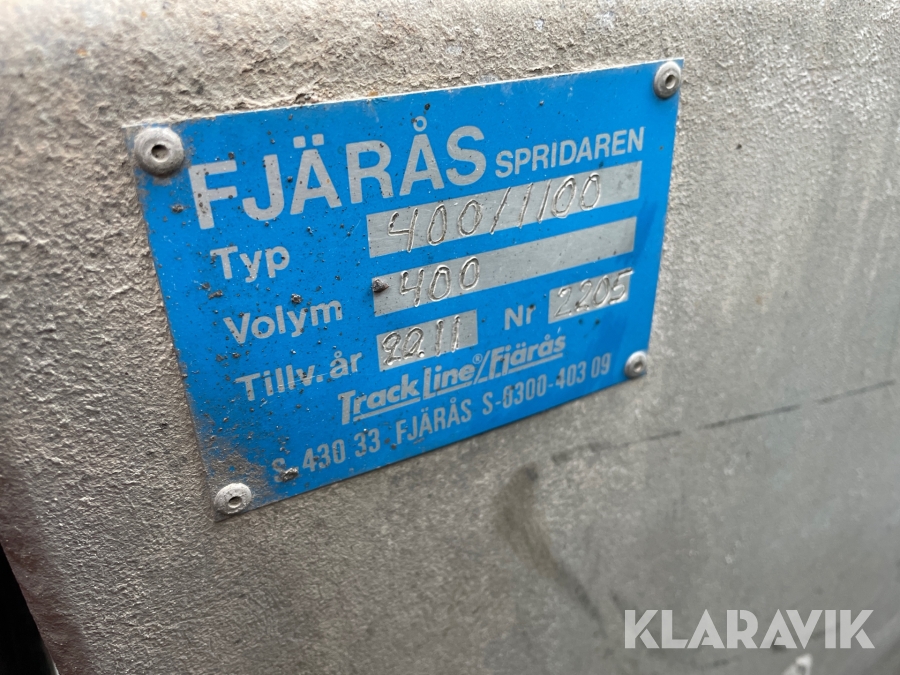 FJÄRÅS SPRIDAREN
Typ 400/1100
Volym 400
Tillv. år 2211 Nr 2205
Track Line®/Fjärås
S-430 33 FJÄRÅS S-0300-403 09
KLARAVIK